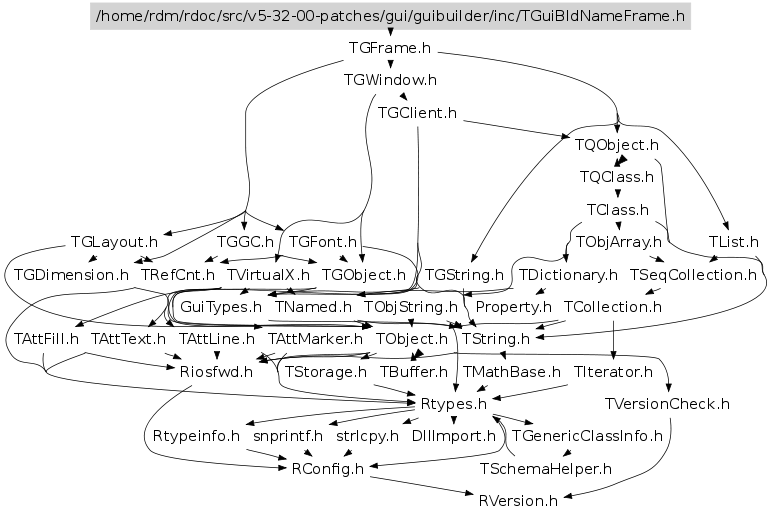 /home/rdm/rdoc/src/v5-32-00-patches/gui/guibuilder/inc/TGuiBldNameFrame.h
TGFrame.h
TGWindow.h
TGClient.h
TQObject.h
TQClass.h
TClass.h
TGLayout.h TGGC.h TGFont.h TObjArray.h TList.h
TGDimension.h TRefCnt.h TVirtualX.h TGObject.h TGString.h TDictionary.h TSeqCollection.h
GuiTypes.h TNamed.h TObjString.h Property.h TCollection.h
TAttFill.h TAttText.h TAttLine.h TAttMarker.h TObject.h TString.h
Riosfwd.h TStorage.h TBuffer.h TMathBase.h TIterator.h
Rtypes.h TVersionCheck.h
Rtypeinfo.h snprintf.h strlcpy.h DllImport.h TGenericClassInfo.h
RConfig.h TSchemaHelper.h
RVersion.h